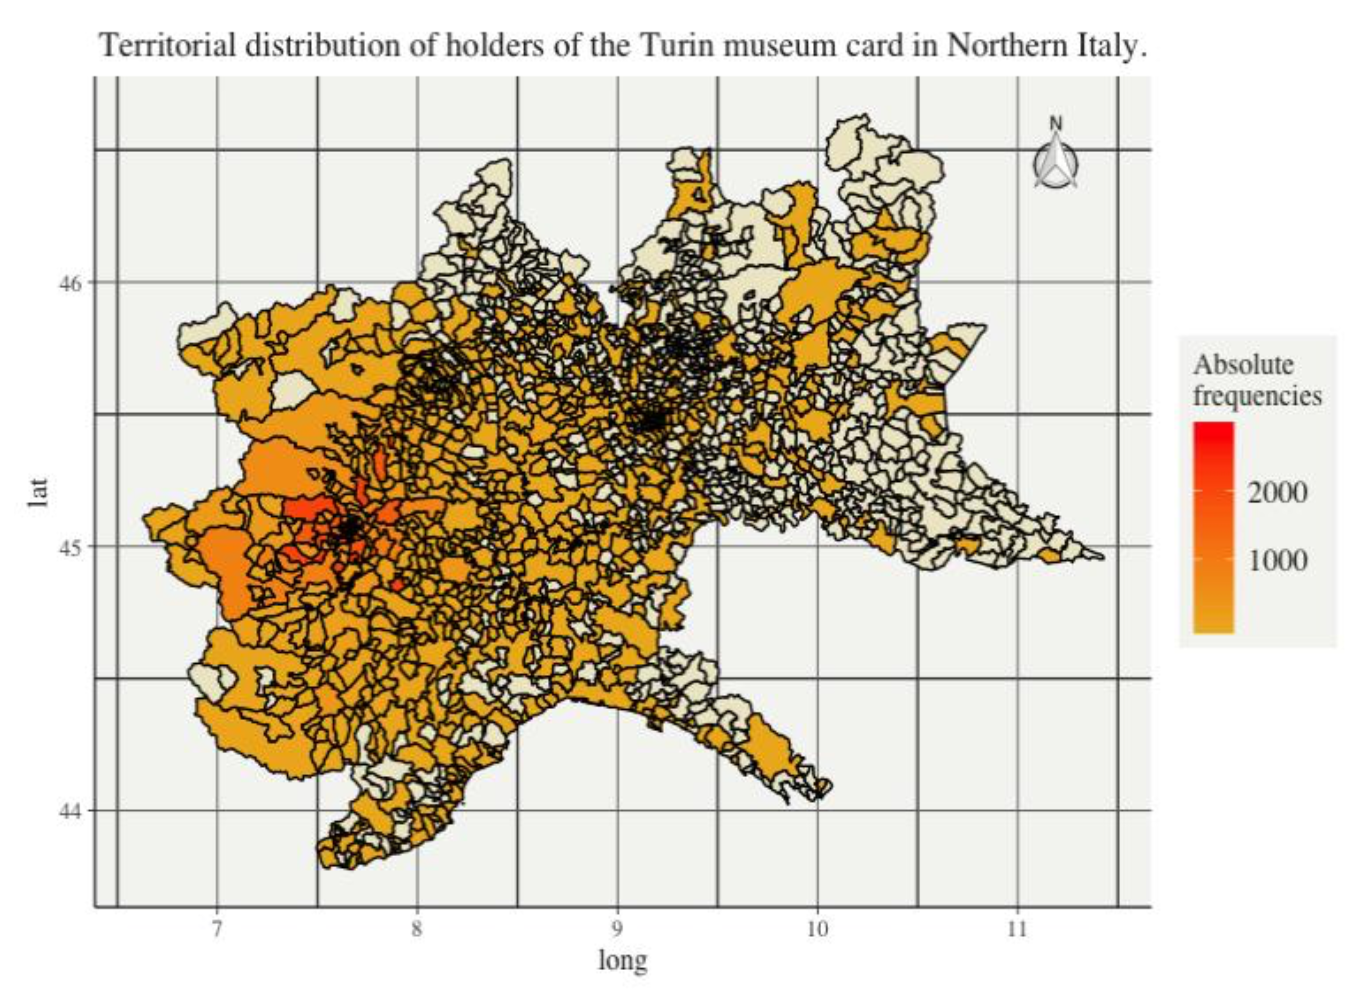 Territorial distribution of holders of the Turin museum card in Northern Italy.
N
46
45
44
lat
7 8 9 10 11
long
Absolute
frequencies
2000
1000